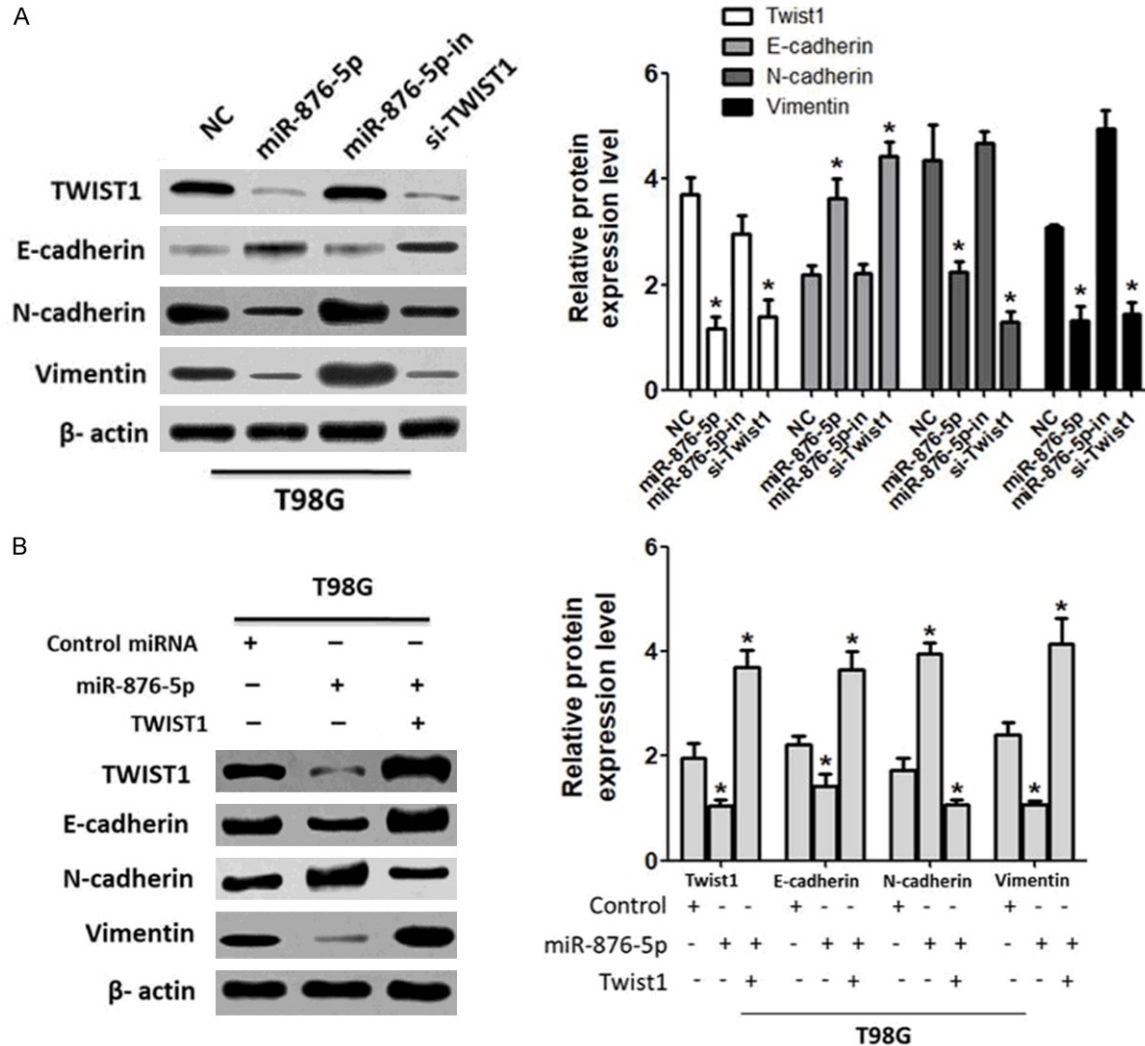 A
NC
miR-876-5p
miR-876-5p-in
si-TWIST1
TWIST1
E-cadherin
N-cadherin
Vimentin
β- actin
T98G
Twist1
E-cadherin
N-cadherin
Vimentin
Relative protein
expression level
6
4
2
0
* * * * * * * *
NC
miR-876-5p
miR-876-5p-in
si-Twist1
NC
miR-876-5p
miR-876-5p-in
si-Twist1
NC
miR-876-5p
miR-876-5p-in
si-Twist1
NC
miR-876-5p
miR-876-5p-in
si-Twist1
B
T98G
Control miRNA + – –
miR-876-5p – + +
TWIST1 – – +
TWIST1
E-cadherin
N-cadherin
Vimentin
β- actin
Relative protein
expression level
6
4
2
0
* * * * * * * *
Twist1 E-cadherin N-cadherin Vimentin
Control + - - + - - + - - + - -
miR-876-5p - + + - + + - + + - + +
Twist1 - - + - - + - - + - - +
T98G